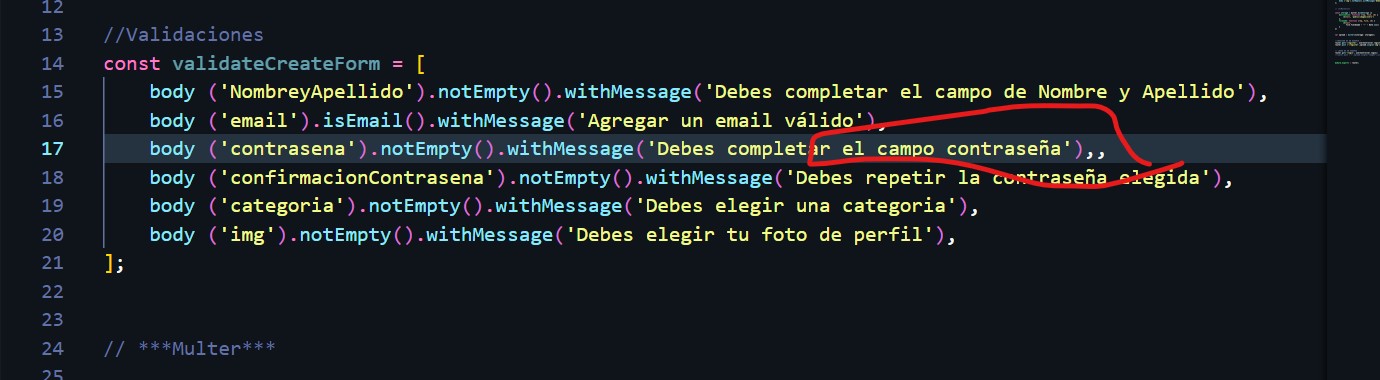 12
13 //Validaciones
14 const validateCreateForm = [
15 body ('NombreyApellido').notEmpty().withMessage('Debes completar el campo de Nombre y Apellido'),
16 body ('email').isEmail().withMessage('Agregar un email válido'),
17 body ('contrasena').notEmpty().withMessage('Debes completar el campo contraseña'),,
18 body ('confirmacionContrasena').notEmpty().withMessage('Debes repetir la contraseña elegida'),
19 body ('categoria').notEmpty().withMessage('Debes elegir una categoria'),
20 body ('img').notEmpty().withMessage('Debes elegir tu foto de perfil'),
21 ];
22
23
24 // ***Multer***
25